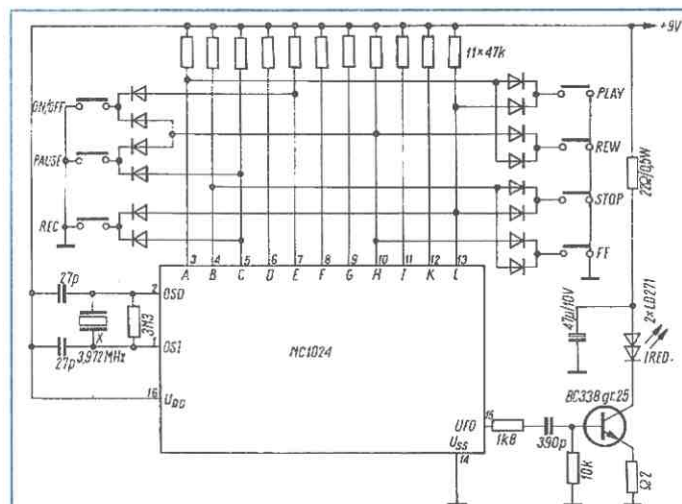 +9V
11×47k
ON/OFF
PLAY
PAUSE
REW
REC
STOP
FF
22Ω/0,5W
3 4 5 6 7 8 9 10 11 12 13
A B C D E F G H I K L
27p
2
OSO
3M3
X
3,972MHz
1
OSI
27p
MC1024
47µ/10V
2×LD271
IRED
16
UDD
BC338 gr.25
UFO
15
1k8
390p
USS
14
10k